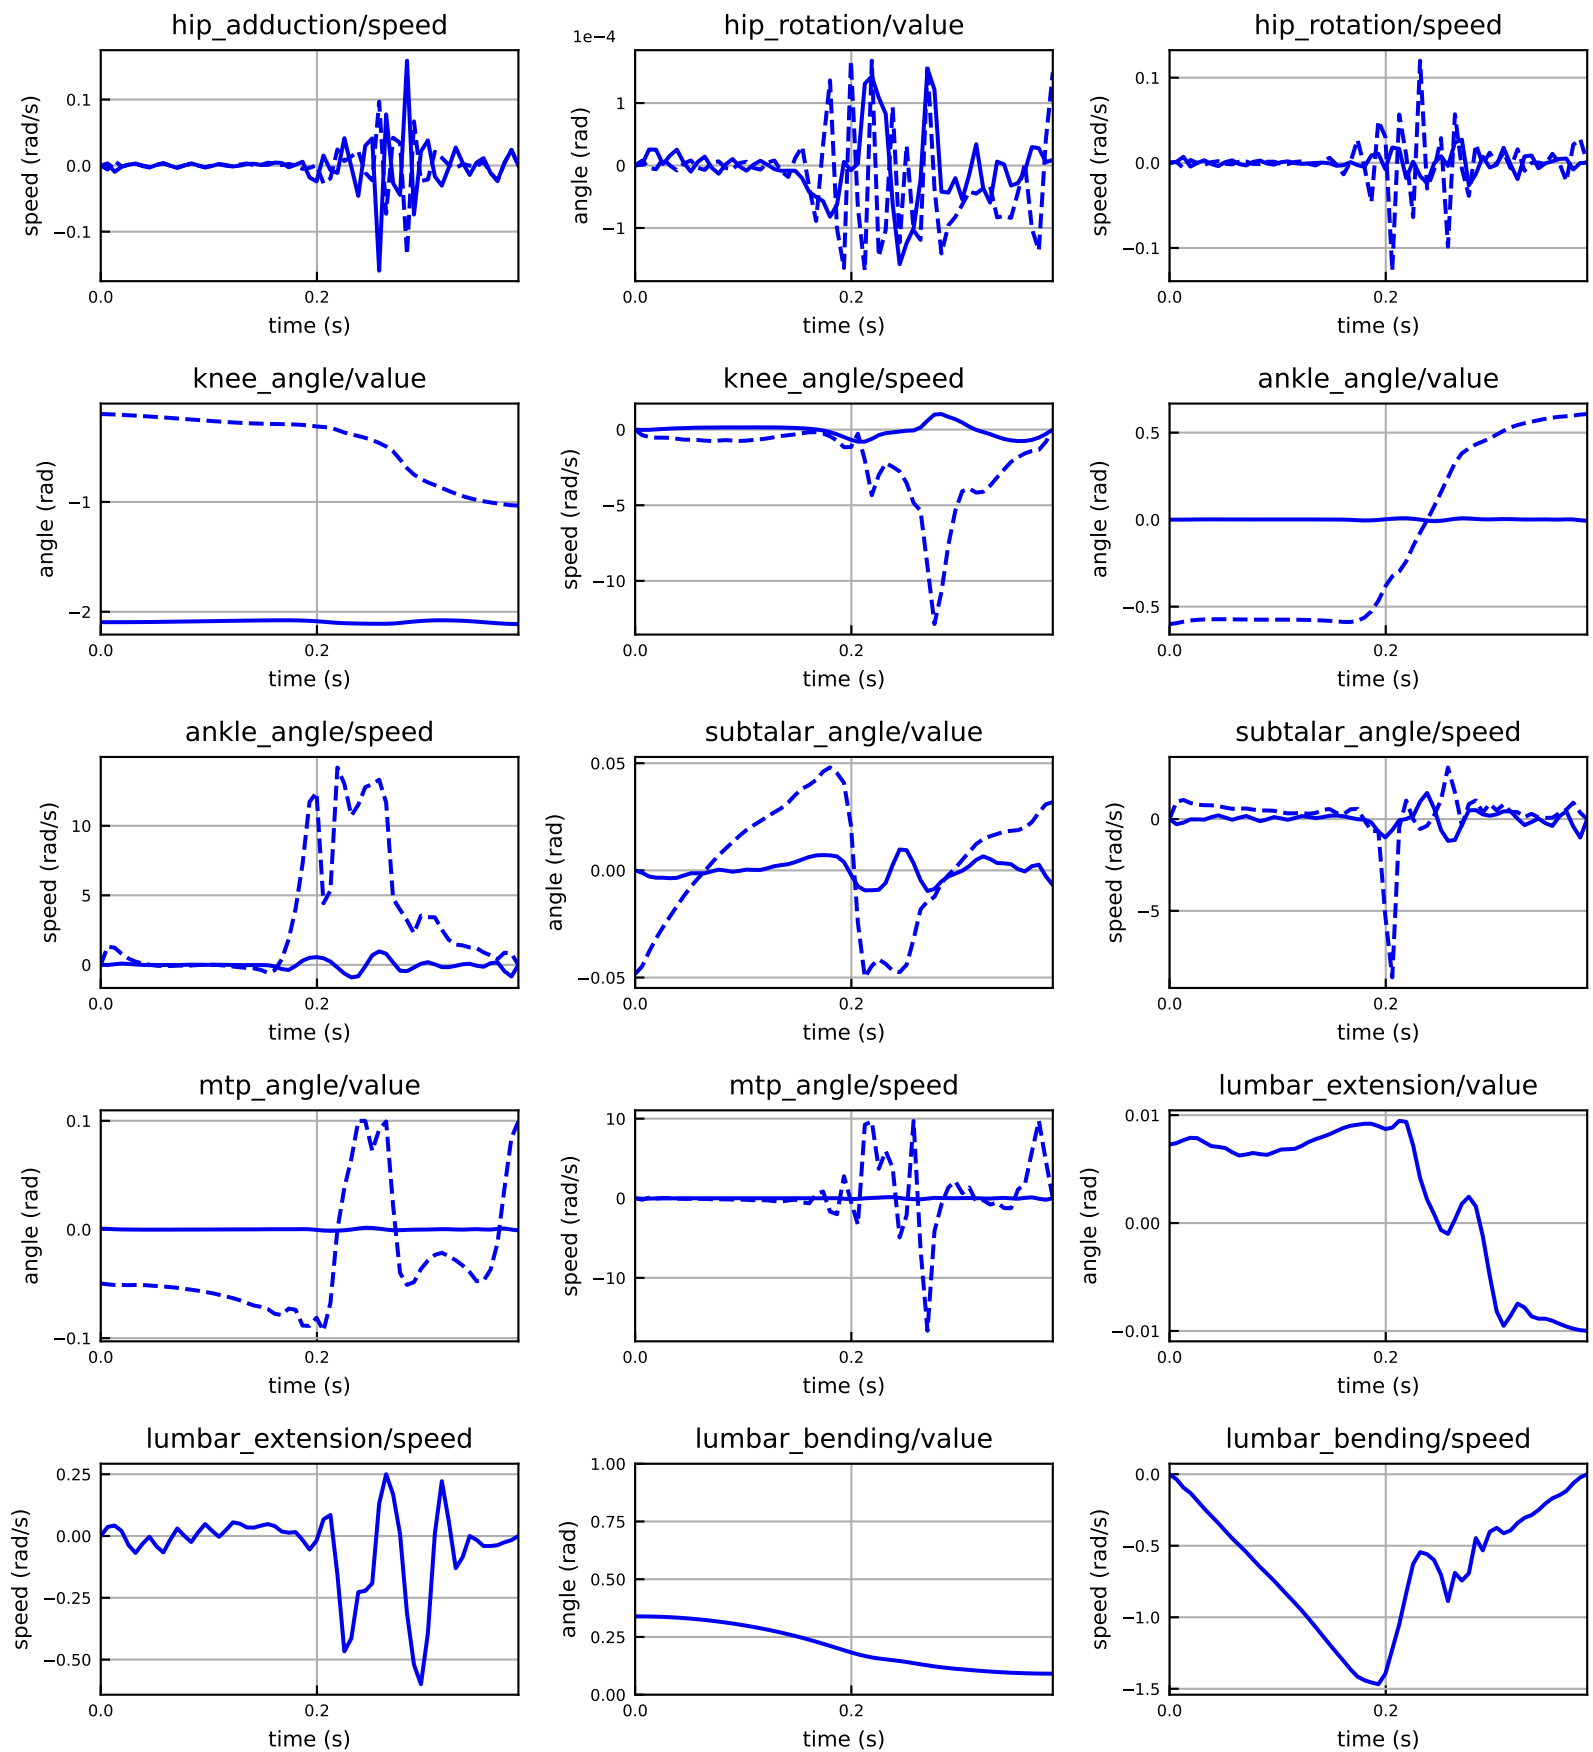 hip_adduction/speed
speed (rad/s)
0.1
0.0
−0.1
0.0
0.2
time (s)
hip_rotation/value
1e−4
angle (rad)
1
0
−1
0.0
0.2
time (s)
hip_rotation/speed
speed (rad/s)
0.1
0.0
−0.1
0.0
0.2
time (s)
knee_angle/value
angle (rad)
−1
−2
0.0
0.2
time (s)
knee_angle/speed
speed (rad/s)
0
−5
−10
0.0
0.2
time (s)
ankle_angle/value
angle (rad)
0.5
0.0
−0.5
0.0
0.2
time (s)
ankle_angle/speed
speed (rad/s)
10
5
0
0.0
0.2
time (s)
subtalar_angle/value
angle (rad)
0.05
0.00
−0.05
0.0
0.2
time (s)
subtalar_angle/speed
speed (rad/s)
0
−5
0.0
0.2
time (s)
mtp_angle/value
angle (rad)
0.1
0.0
−0.1
0.0
0.2
time (s)
mtp_angle/speed
speed (rad/s)
10
0
−10
0.0
0.2
time (s)
lumbar_extension/value
angle (rad)
0.01
0.00
−0.01
0.0
0.2
time (s)
lumbar_extension/speed
speed (rad/s)
0.25
0.00
−0.25
−0.50
0.0
0.2
time (s)
lumbar_bending/value
angle (rad)
1.00
0.75
0.50
0.25
0.00
0.0
0.2
time (s)
lumbar_bending/speed
speed (rad/s)
0.0
−0.5
−1.0
−1.5
0.0
0.2
time (s)